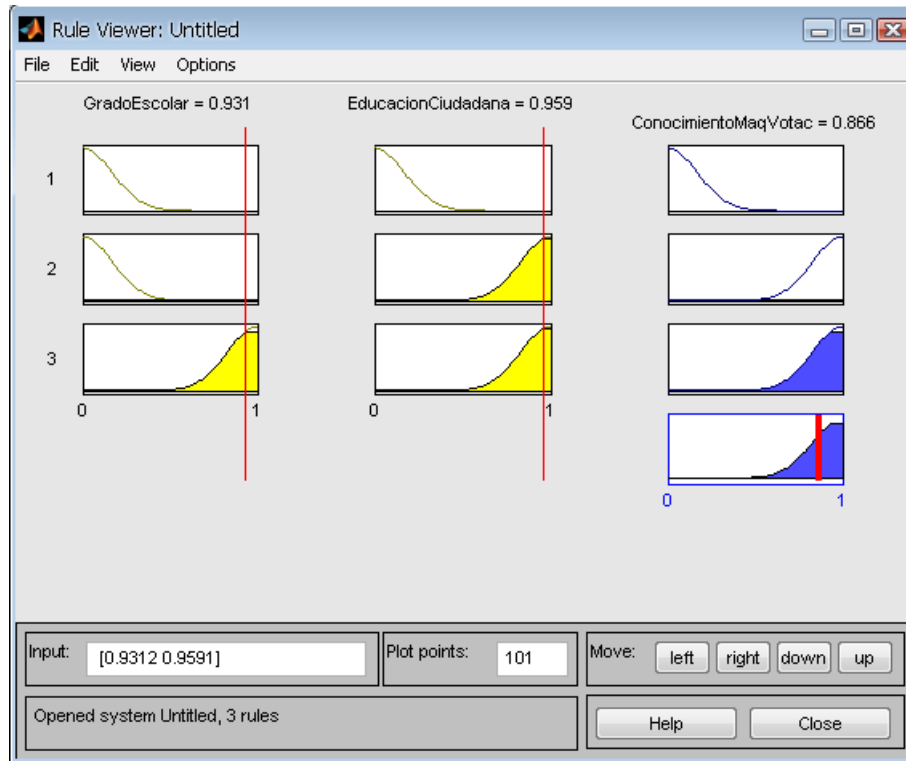 Rule Viewer: Untitled
File Edit View Options
GradoEscolar = 0.931
EducacionCiudadana = 0.959
ConocimientoMaqVotac = 0.866
1
2
3
0 1
0 1
0 1
Input: [0.9312 0.9591]
Plot points: 101
Move: left right down up
Opened system Untitled, 3 rules
Help Close